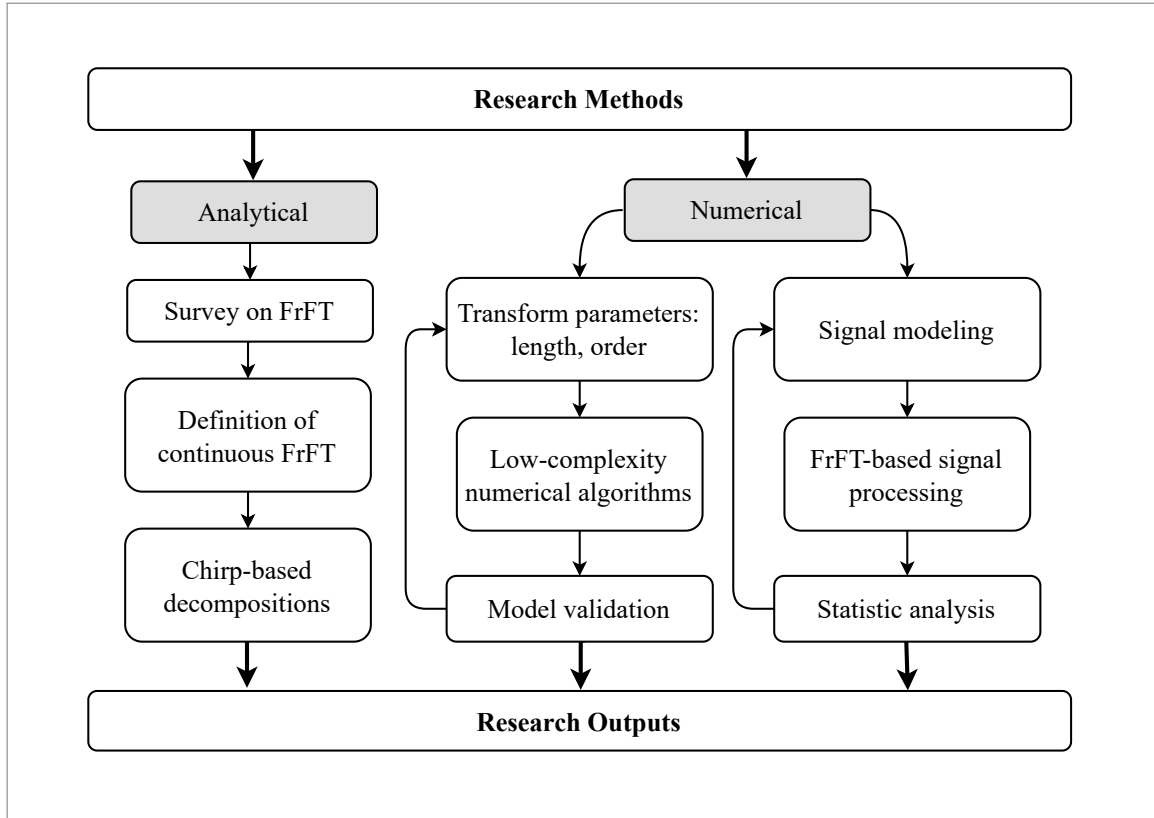 Research Methods
Analytical
Numerical
Survey on FrFT
Definition of
continuous FrFT
Chirp-based
decompositions
Transform parameters:
length, order
Low-complexity
numerical algorithms
Model validation
Signal modeling
FrFT-based signal
processing
Statistic analysis
Research Outputs